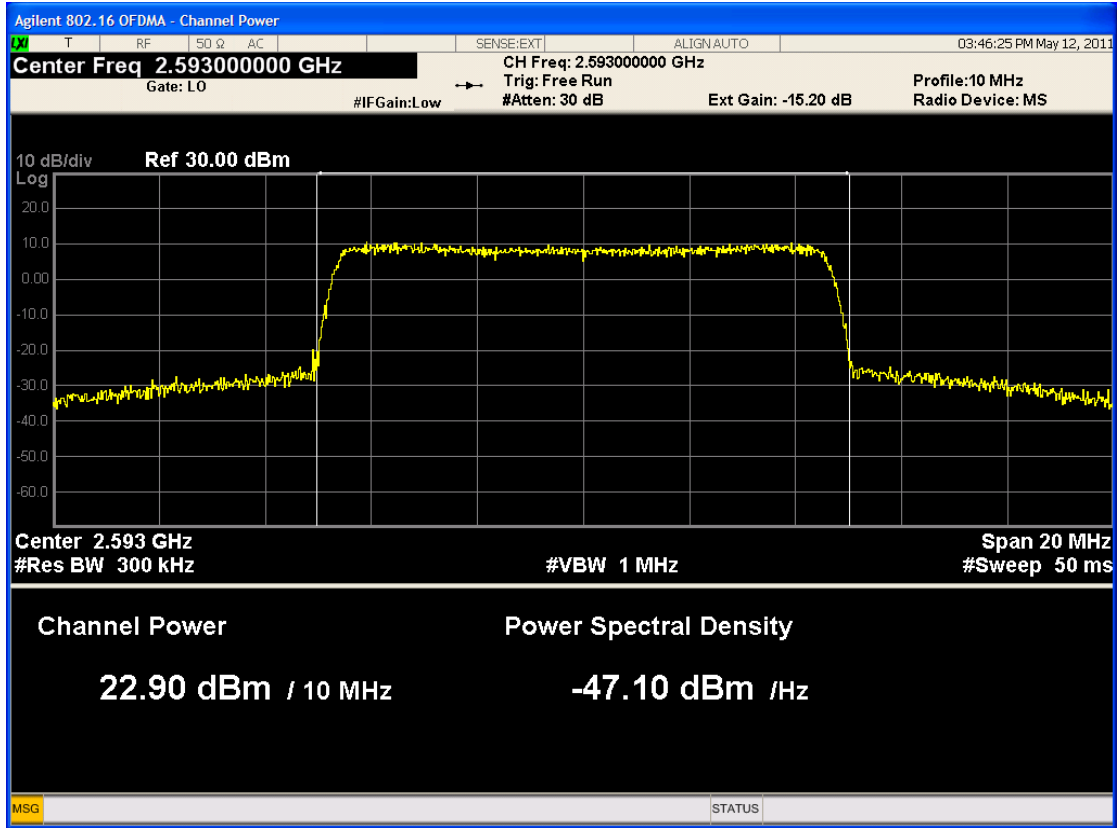 Agilent 802.16 OFDMA - Channel Power
LXI T RF 50 Ω AC SENSE:EXT ALIGN AUTO 03:46:25 PM May 12, 2011
Center Freq 2.593000000 GHz
Gate: LO
#IFGain:Low
CH Freq: 2.593000000 GHz
Trig: Free Run
#Atten: 30 dB
Ext Gain: -15.20 dB
Profile:10 MHz
Radio Device: MS
10 dB/div Ref 30.00 dBm
Log
20.0
10.0
0.00
-10.0
-20.0
-30.0
-40.0
-50.0
-60.0
Center 2.593 GHz Span 20 MHz
#Res BW 300 kHz #VBW 1 MHz #Sweep 50 ms
Channel Power Power Spectral Density
22.90 dBm / 10 MHz -47.10 dBm /Hz
MSG STATUS